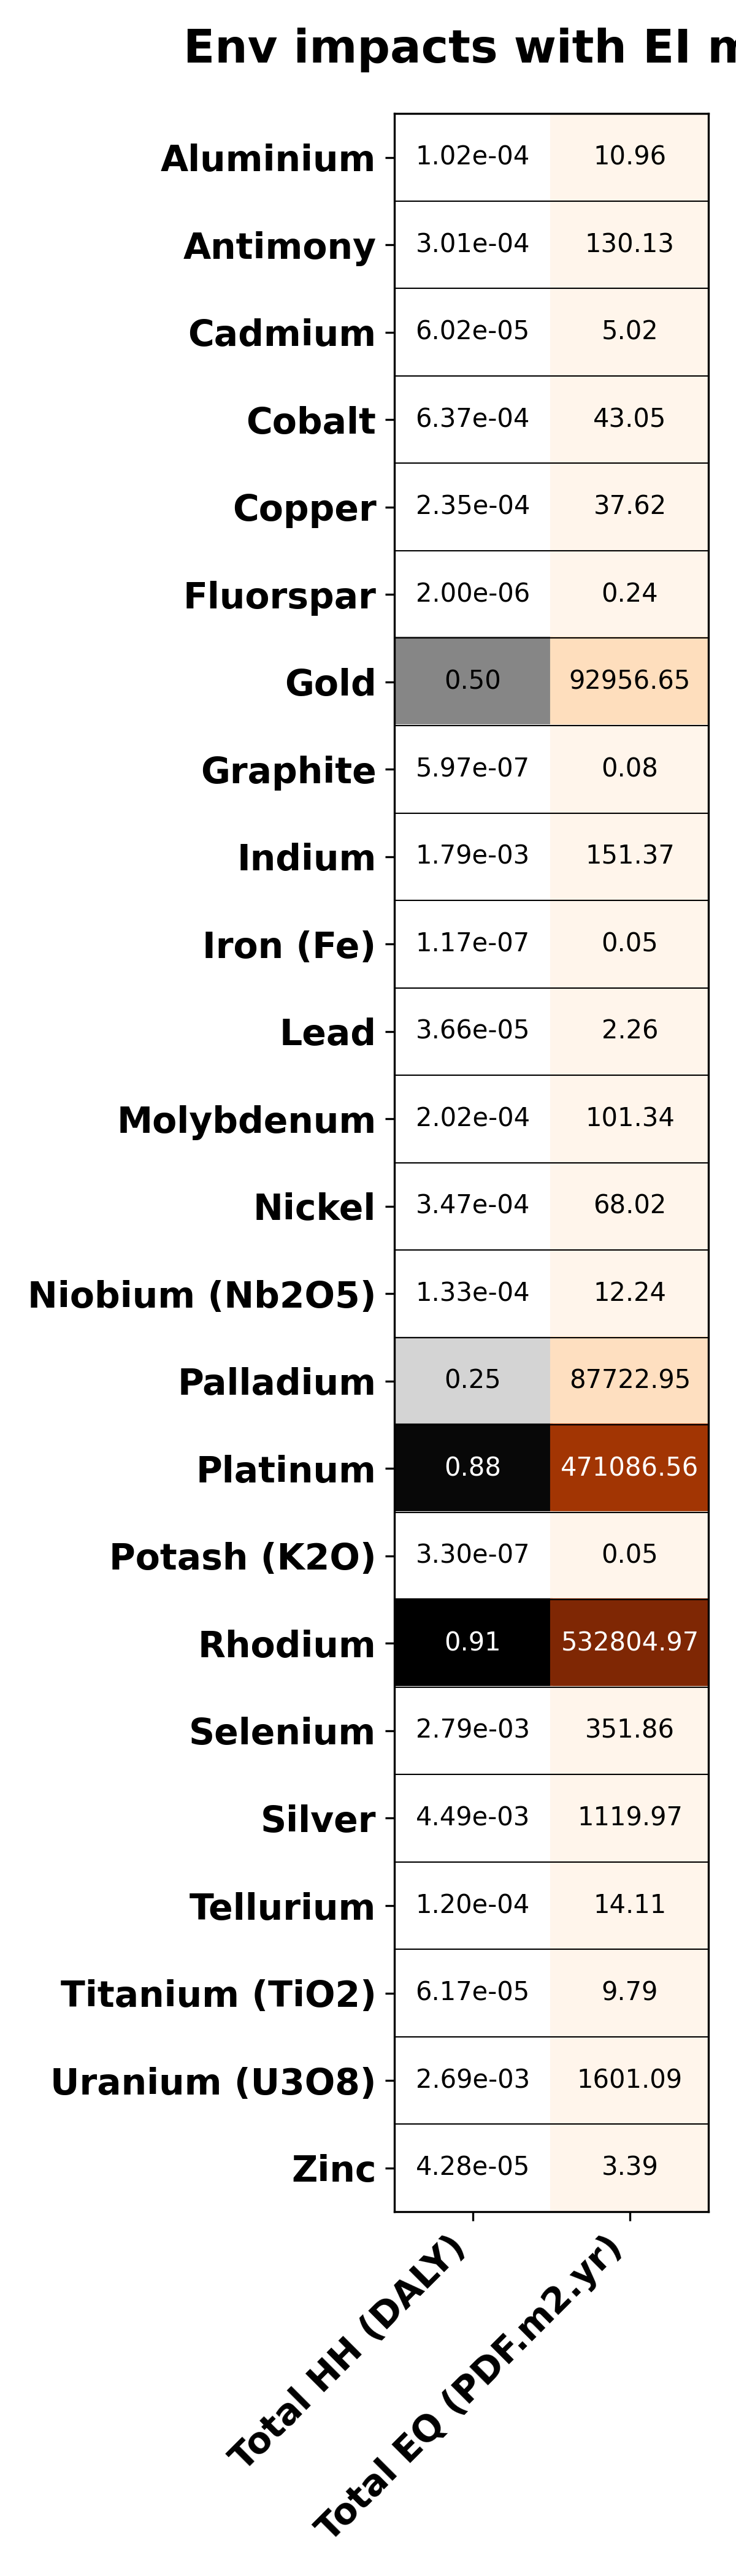 Env impacts with EI m
Aluminium 1.02e-04 10.96
Antimony 3.01e-04 130.13
Cadmium 6.02e-05 5.02
Cobalt 6.37e-04 43.05
Copper 2.35e-04 37.62
Fluorspar 2.00e-06 0.24
Gold 0.50 92956.65
Graphite 5.97e-07 0.08
Indium 1.79e-03 151.37
Iron (Fe) 1.17e-07 0.05
Lead 3.66e-05 2.26
Molybdenum 2.02e-04 101.34
Nickel 3.47e-04 68.02
Niobium (Nb2O5) 1.33e-04 12.24
Palladium 0.25 87722.95
Platinum 0.88 471086.56
Potash (K2O) 3.30e-07 0.05
Rhodium 0.91 532804.97
Selenium 2.79e-03 351.86
Silver 4.49e-03 1119.97
Tellurium 1.20e-04 14.11
Titanium (TiO2) 6.17e-05 9.79
Uranium (U3O8) 2.69e-03 1601.09
Zinc 4.28e-05 3.39
Total HH (DALY)
Total EQ (PDF.m2.yr)